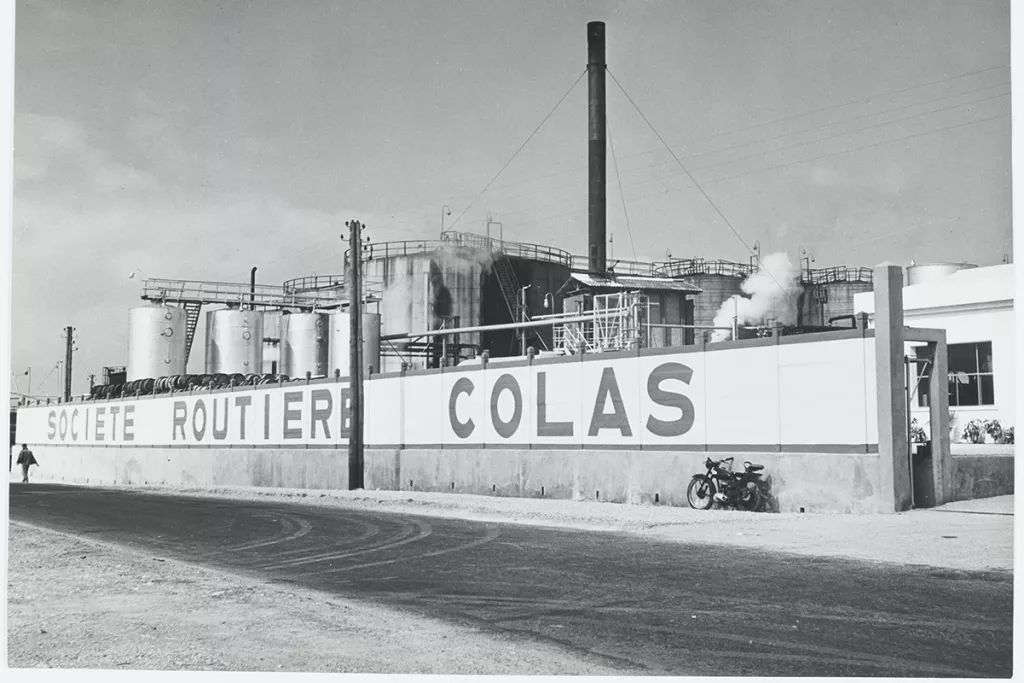 SOCIETE ROUTIERE COLAS